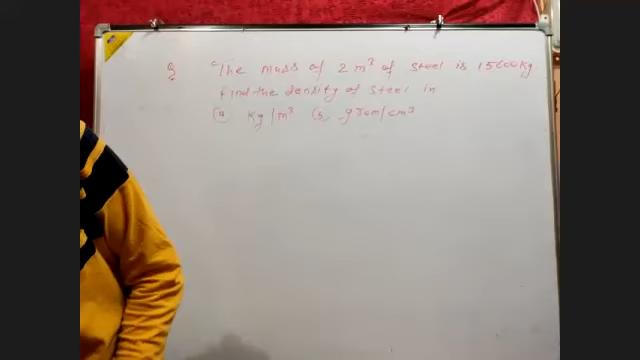 Q The mass of 2 m³ of steel is 15600 kg.
Find the density of steel in
(a) kg/m³ (b) gram/cm³